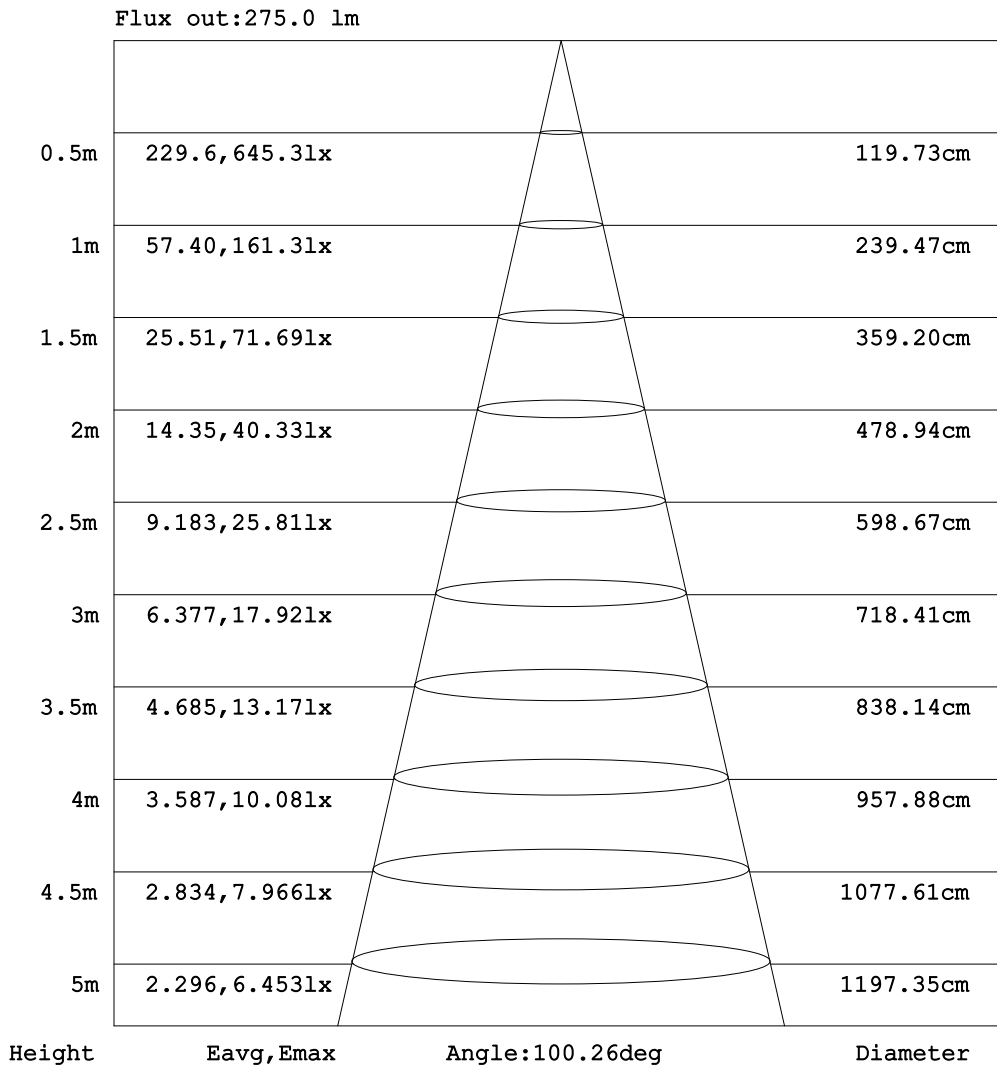 Flux out:275.0 lm
0.5m 229.6,645.3lx 119.73cm
1m 57.40,161.3lx 239.47cm
1.5m 25.51,71.69lx 359.20cm
2m 14.35,40.33lx 478.94cm
2.5m 9.183,25.81lx 598.67cm
3m 6.377,17.92lx 718.41cm
3.5m 4.685,13.17lx 838.14cm
4m 3.587,10.08lx 957.88cm
4.5m 2.834,7.966lx 1077.61cm
5m 2.296,6.453lx 1197.35cm
Height Eavg,Emax Angle:100.26deg Diameter